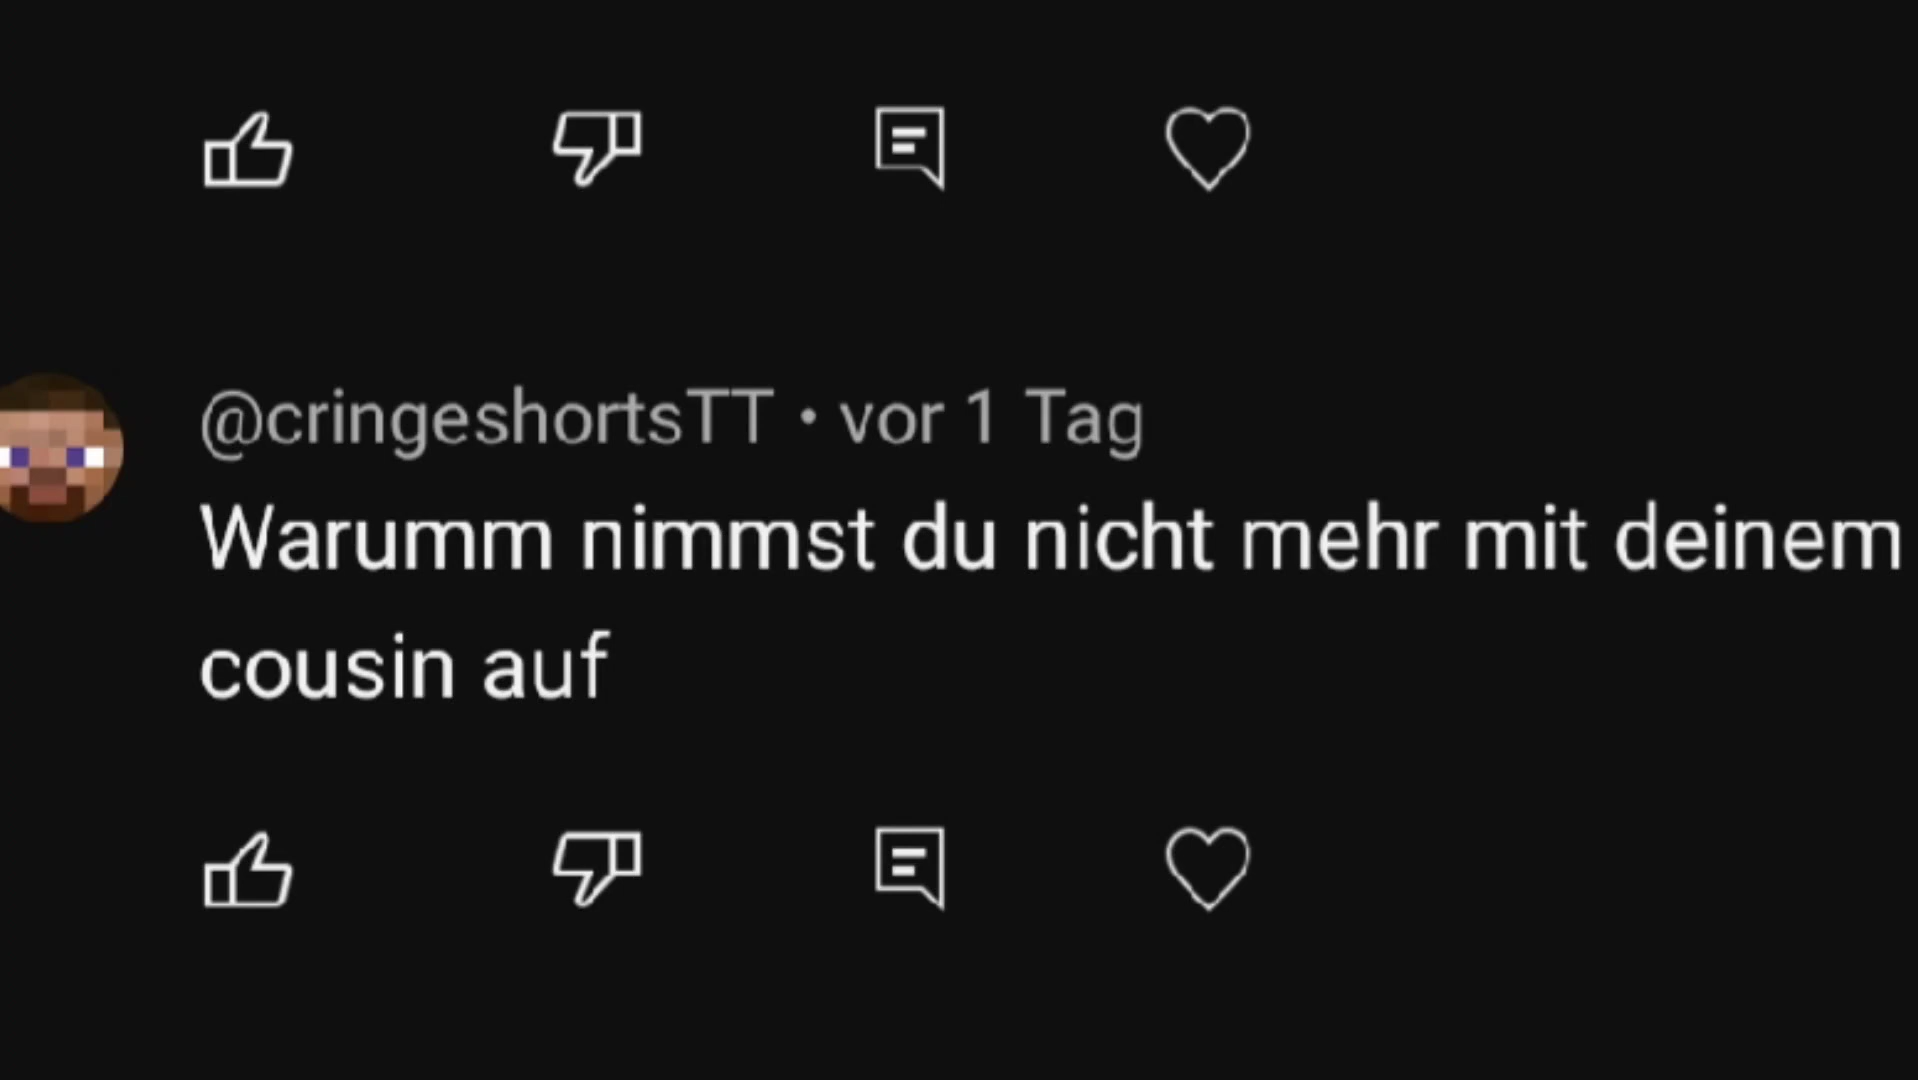 @cringeshortsTT • vor 1 Tag
Warumm nimmst du nicht mehr mit deinem
cousin auf